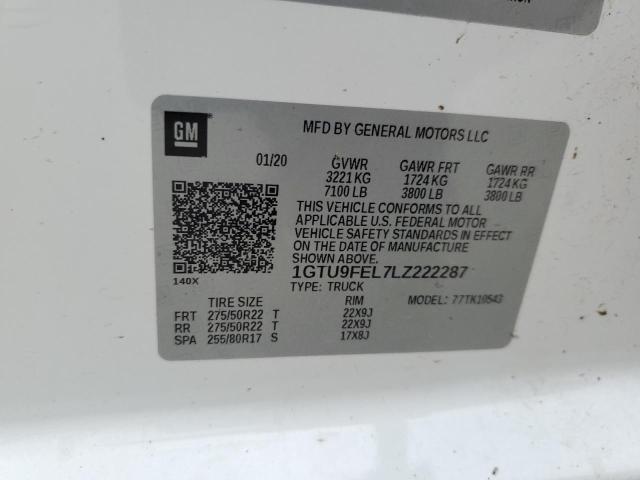 GM
MFD BY GENERAL MOTORS LLC
01/20 GVWR GAWR FRT GAWR RR
3221 KG 1724 KG 1724 KG
7100 LB 3800 LB 3800 LB
THIS VEHICLE CONFORMS TO ALL
APPLICABLE U.S. FEDERAL MOTOR
VEHICLE SAFETY STANDARDS IN EFFECT
ON THE DATE OF MANUFACTURE
SHOWN ABOVE.
140X
1GTU9FEL7LZ222287
TYPE: TRUCK MODEL: 77TK10543
TIRE SIZE RIM
FRT 275/50R22 T 22X9J
RR 275/50R22 T 22X9J
SPA 255/80R17 S 17X8J